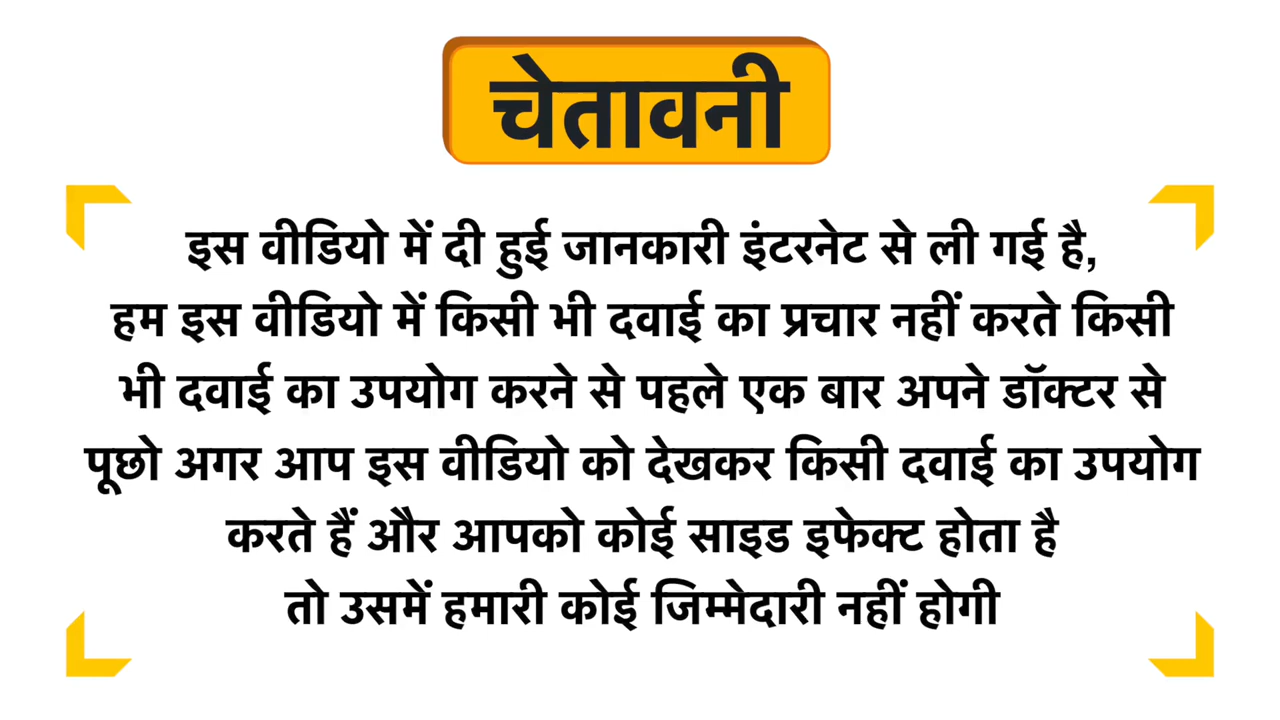 चेतावनी
इस वीडियो में दी हुई जानकारी इंटरनेट से ली गई है,
हम इस वीडियो में किसी भी दवाई का प्रचार नहीं करते किसी
भी दवाई का उपयोग करने से पहले एक बार अपने डॉक्टर से
पूछो अगर आप इस वीडियो को देखकर किसी दवाई का उपयोग
करते हैं और आपको कोई साइड इफेक्ट होता है
तो उसमें हमारी कोई जिम्मेदारी नहीं होगी